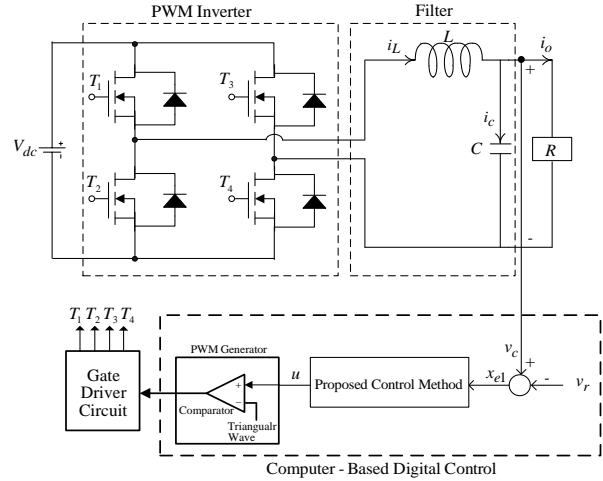 PWM Inverter
Filter
T1
T3
T2
T4
Vdc
iL
L
io
+
ic
C
R
-
T1 T2 T3 T4
Gate
Driver
Circuit
PWM Generator
Comparator
+
-
Triangualr
Wave
u
Proposed Control Method
xe1
vc
+
-
vr
Computer - Based Digital Control